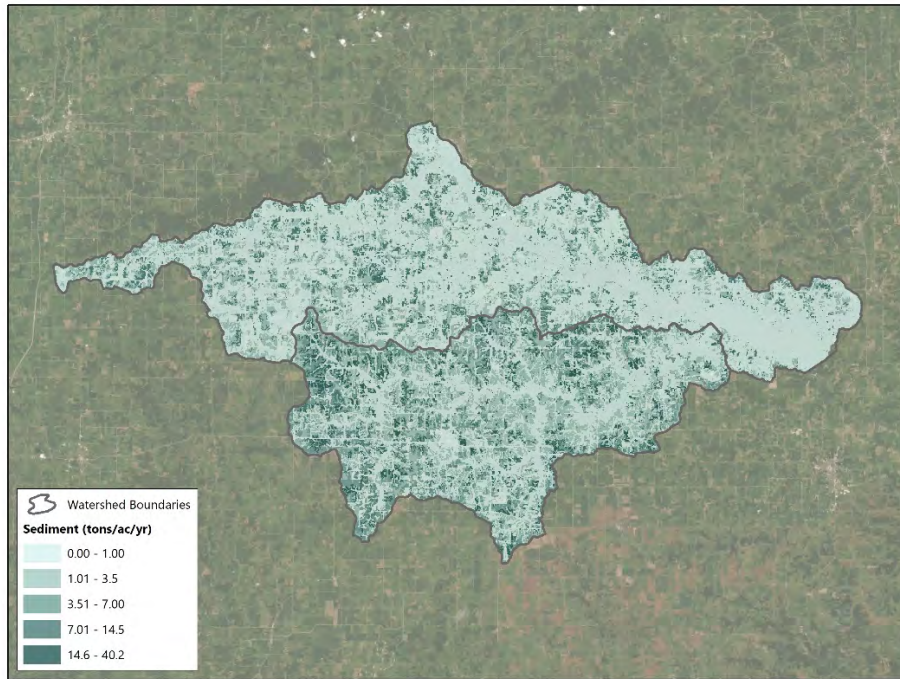 Watershed Boundaries
Sediment (tons/ac/yr)
0.00 - 1.00
1.01 - 3.5
3.51 - 7.00
7.01 - 14.5
14.6 - 40.2